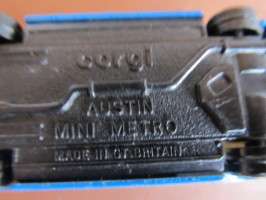 corgi
AUSTIN
MINI METRO
MADE IN GT. BRITAIN